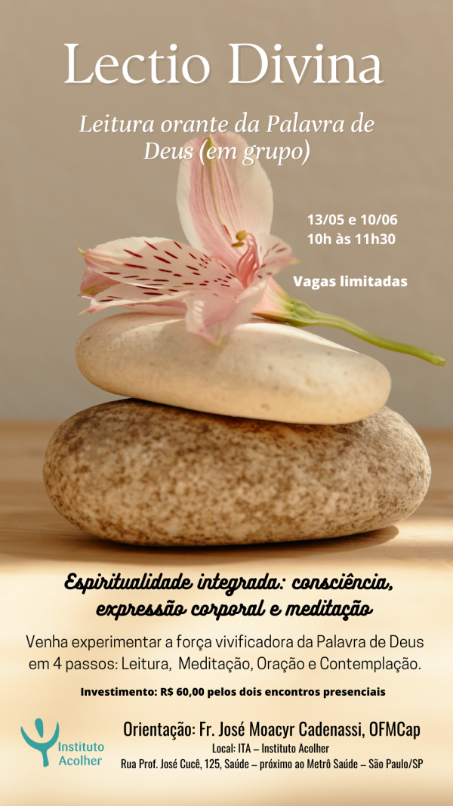 Lectio Divina
Leitura orante da Palavra de
Deus (em grupo)
13/05 e 10/06
10h às 11h30
Vagas limitadas
Espiritualidade integrada: consciência,
expressão corporal e meditação
Venha experimentar a força vivificadora da Palavra de Deus
em 4 passos: Leitura, Meditação, Oração e Contemplação.
Investimento: R$ 60,00 pelos dois encontros presenciais
Orientação: Fr. José Moacyr Cadenassi, OFMCap
Local: ITA – Instituto Acolher
Rua Prof. José Cucê, 125, Saúde – próximo ao Metrô Saúde – São Paulo/SP
Instituto
Acolher